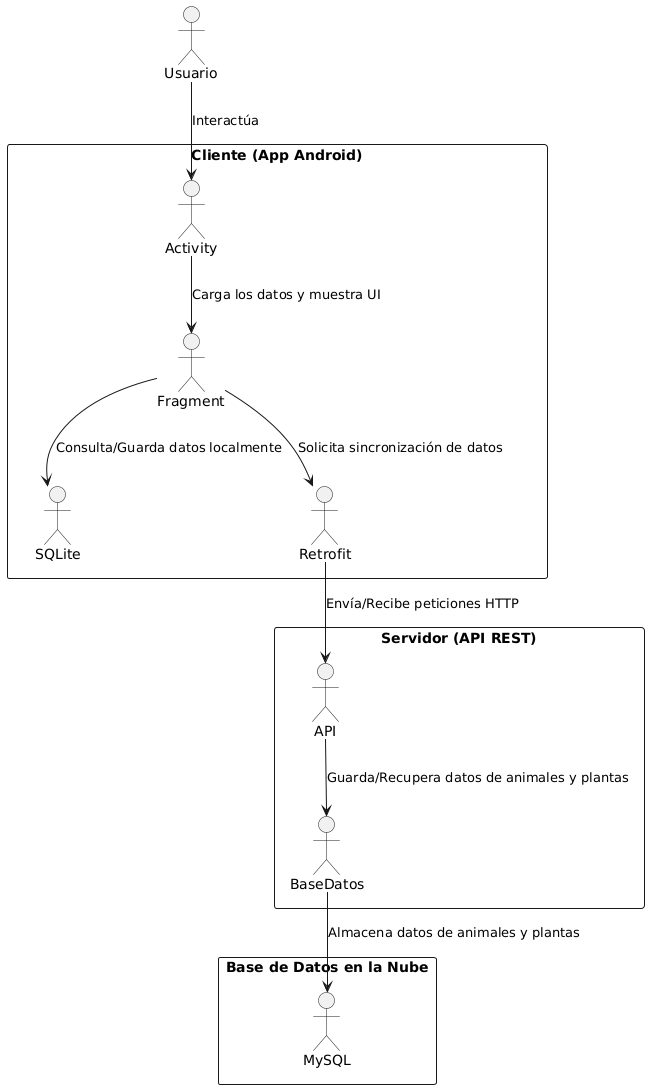 Usuario
Interactúa
Cliente (App Android)
Activity
Carga los datos y muestra UI
Fragment
Consulta/Guarda datos localmente
Solicita sincronización de datos
SQLite
Retrofit
Envía/Recibe peticiones HTTP
Servidor (API REST)
API
Guarda/Recupera datos de animales y plantas
BaseDatos
Almacena datos de animales y plantas
Base de Datos en la Nube
MySQL